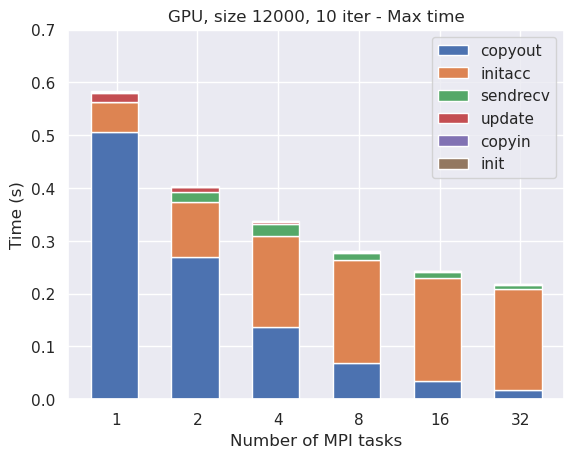 GPU, size 12000, 10 iter - Max time
0.7
0.6
0.5
0.4
0.3
0.2
0.1
0.0
Time (s)
copyout
initacc
sendrecv
update
copyin
init
1 2 4 8 16 32
Number of MPI tasks